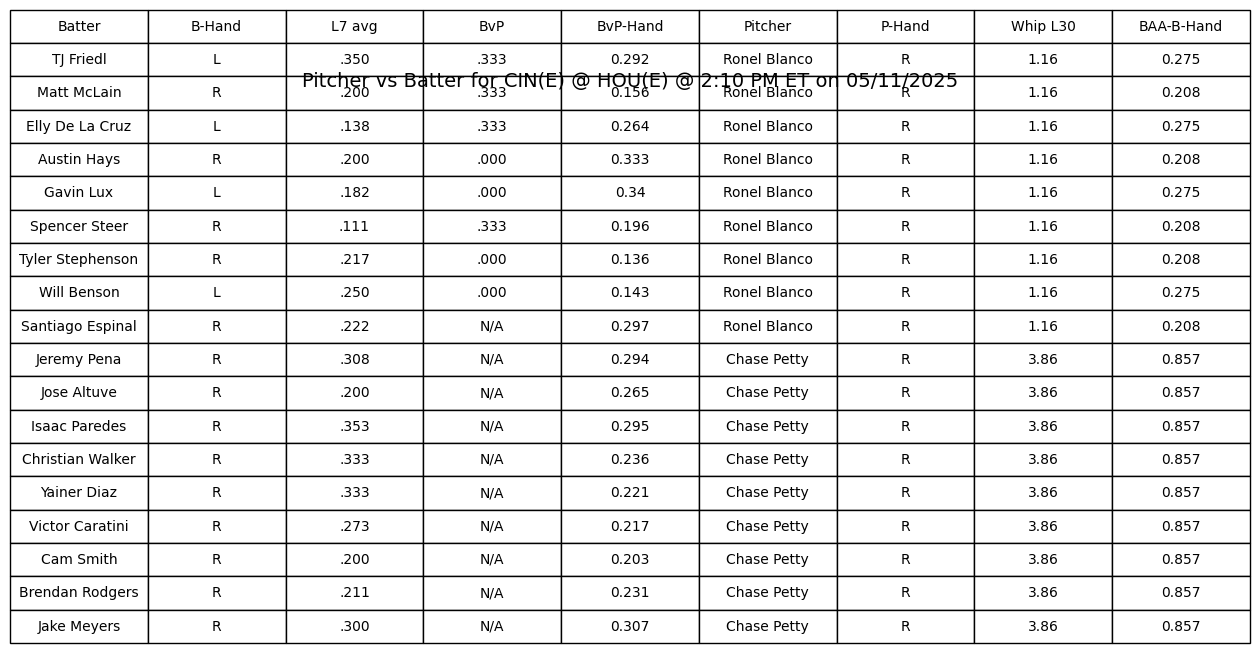 Batter B-Hand L7 avg BvP BvP-Hand Pitcher P-Hand Whip L30 BAA-B-Hand
TJ Friedl L .350 .333 0.292 Ronel Blanco R 1.16 0.275
Pitcher vs Batter for CIN(E) @ HOU(E) @ 2:10 PM ET on 05/11/2025
Matt McLain R .200 .333 0.156 Ronel Blanco R 1.16 0.208
Elly De La Cruz L .138 .333 0.264 Ronel Blanco R 1.16 0.275
Austin Hays R .200 .000 0.333 Ronel Blanco R 1.16 0.208
Gavin Lux L .182 .000 0.34 Ronel Blanco R 1.16 0.275
Spencer Steer R .111 .333 0.196 Ronel Blanco R 1.16 0.208
Tyler Stephenson R .217 .000 0.136 Ronel Blanco R 1.16 0.208
Will Benson L .250 .000 0.143 Ronel Blanco R 1.16 0.275
Santiago Espinal R .222 N/A 0.297 Ronel Blanco R 1.16 0.208
Jeremy Pena R .308 N/A 0.294 Chase Petty R 3.86 0.857
Jose Altuve R .200 N/A 0.265 Chase Petty R 3.86 0.857
Isaac Paredes R .353 N/A 0.295 Chase Petty R 3.86 0.857
Christian Walker R .333 N/A 0.236 Chase Petty R 3.86 0.857
Yainer Diaz R .333 N/A 0.221 Chase Petty R 3.86 0.857
Victor Caratini R .273 N/A 0.217 Chase Petty R 3.86 0.857
Cam Smith R .200 N/A 0.203 Chase Petty R 3.86 0.857
Brendan Rodgers R .211 N/A 0.231 Chase Petty R 3.86 0.857
Jake Meyers R .300 N/A 0.307 Chase Petty R 3.86 0.857